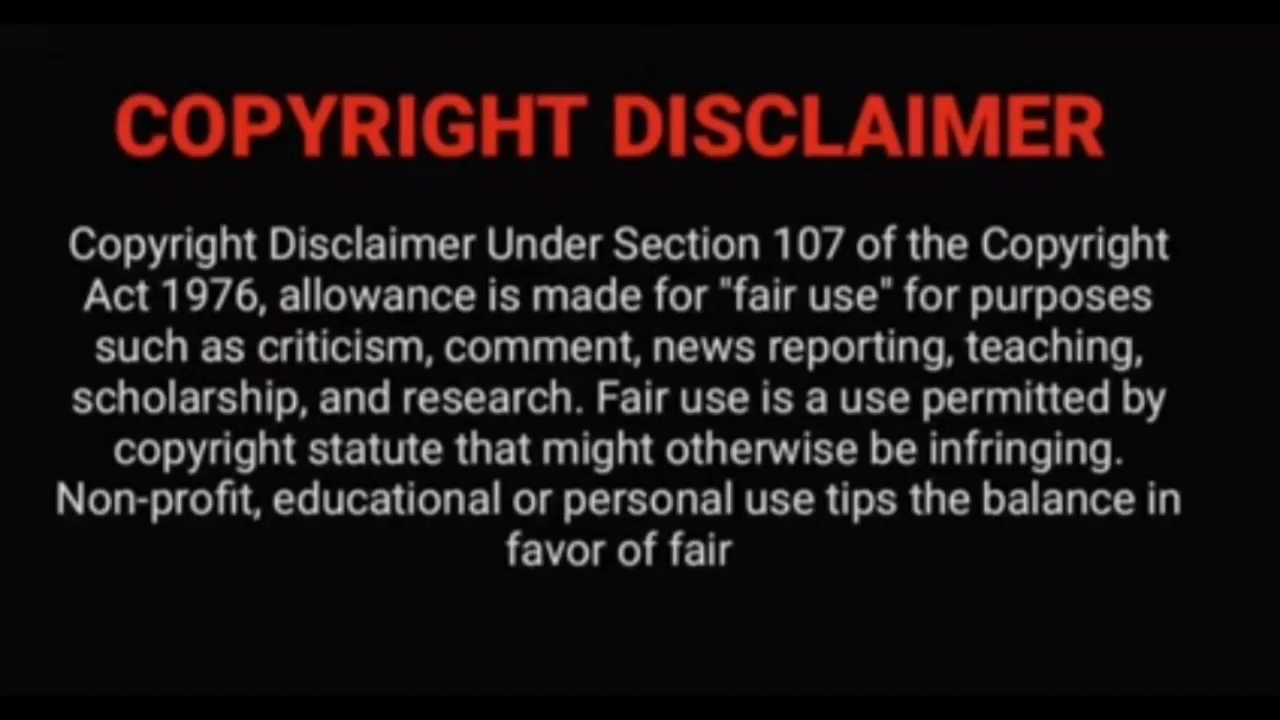 COPYRIGHT DISCLAIMER
Copyright Disclaimer Under Section 107 of the Copyright
Act 1976, allowance is made for "fair use" for purposes
such as criticism, comment, news reporting, teaching,
scholarship, and research. Fair use is a use permitted by
copyright statute that might otherwise be infringing.
Non-profit, educational or personal use tips the balance in
favor of fair